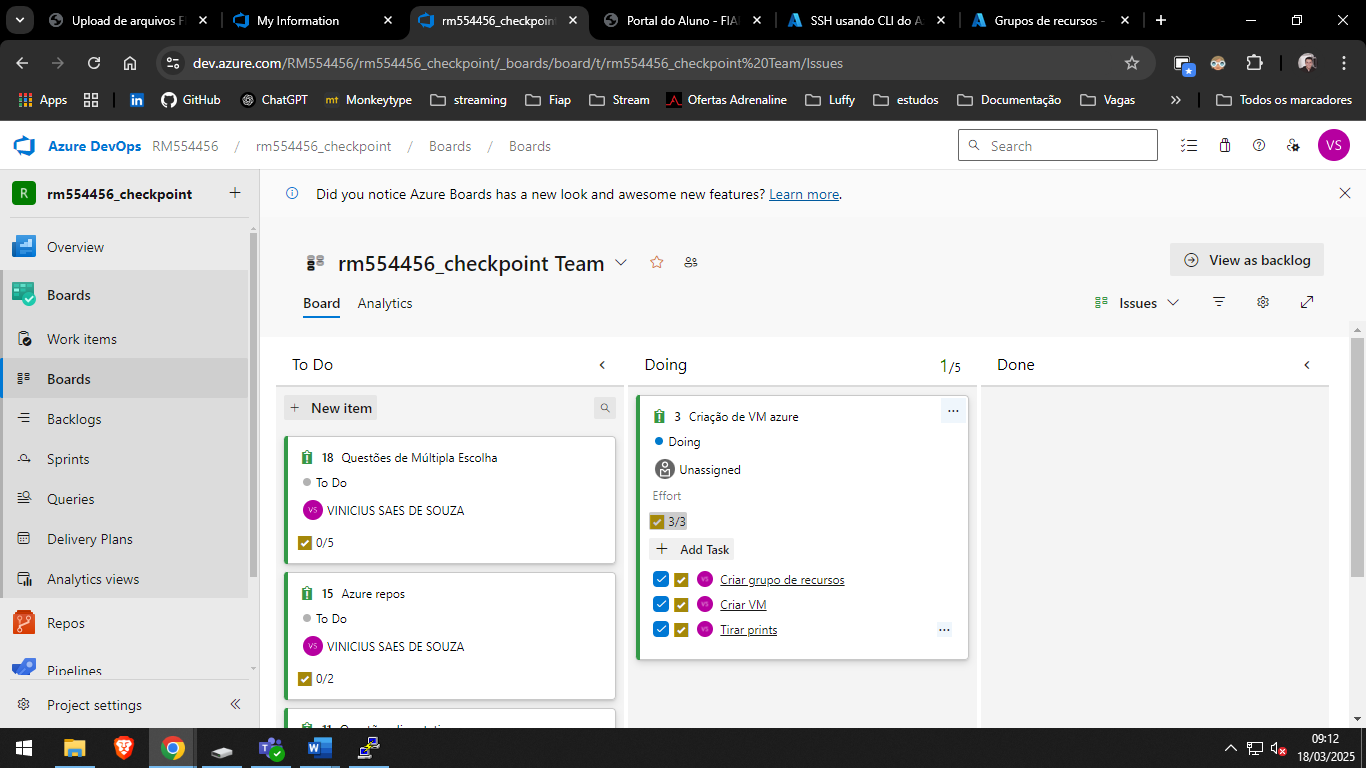 Upload de arquivos FI
My Information
rm554456_checkpoint
Portal do Aluno - FIAP
SSH usando CLI do A
Grupos de recursos -
dev.azure.com/RM554456/rm554456_checkpoint/_boards/board/t/rm554456_checkpoint%20Team/Issues
Apps
GitHub
ChatGPT
mt Monkeytype
streaming
Fiap
Stream
Ofertas Adrenaline
Luffy
estudos
Documentação
Vagas
Todos os marcadores
Azure DevOps RM554456 / rm554456_checkpoint / Boards / Boards
Search
VS
R rm554456_checkpoint
Did you notice Azure Boards has a new look and awesome new features? Learn more.
Overview
Boards
Work items
Boards
Backlogs
Sprints
Queries
Delivery Plans
Analytics views
Repos
Pipelines
Project settings
rm554456_checkpoint Team
View as backlog
Board Analytics
Issues
To Do
Doing 1/5
Done
New item
18 Questões de Múltipla Escolha
To Do
VS VINICIUS SAES DE SOUZA
0/5
15 Azure repos
To Do
VS VINICIUS SAES DE SOUZA
0/2
3 Criação de VM azure
Doing
Unassigned
Effort
3/3
Add Task
VS Criar grupo de recursos
VS Criar VM
VS Tirar prints
09:12
18/03/2025